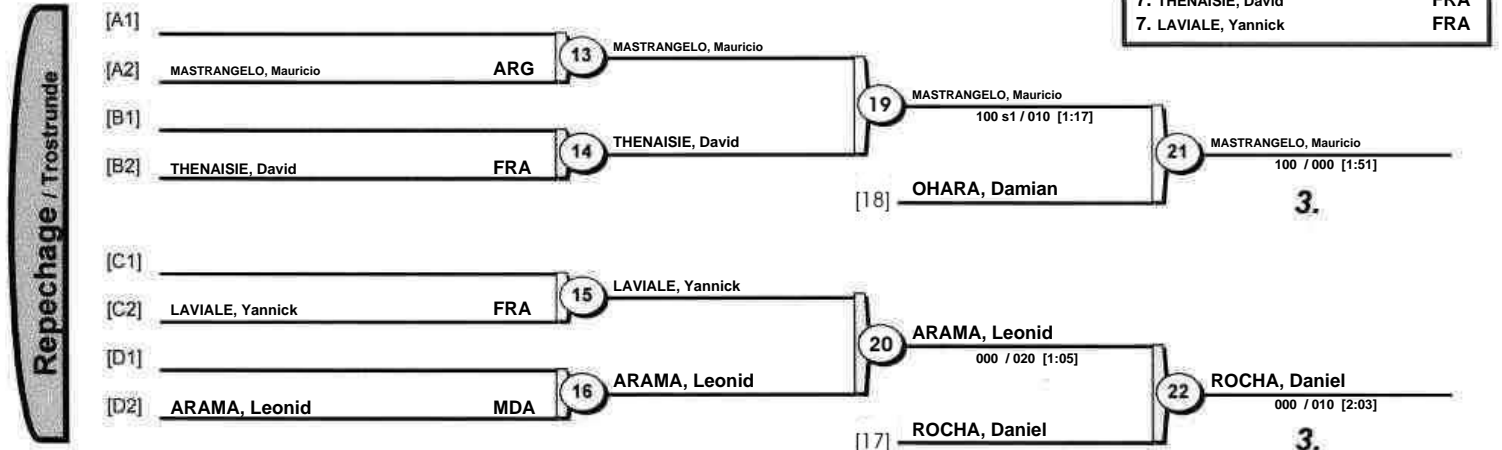 7. THENAISIE, David FRA
7. LAVIALE, Yannick FRA
Repechage / Trostrunde
[A1]
[A2] MASTRANGELO, Mauricio ARG
13 MASTRANGELO, Mauricio
[B1]
[B2] THENAISIE, David FRA
14 THENAISIE, David
19 MASTRANGELO, Mauricio
100 s1 / 010 [1:17]
[18] OHARA, Damian
21 MASTRANGELO, Mauricio
100 / 000 [1:51]
3.
[C1]
[C2] LAVIALE, Yannick FRA
15 LAVIALE, Yannick
[D1]
[D2] ARAMA, Leonid MDA
16 ARAMA, Leonid
20 ARAMA, Leonid
000 / 020 [1:05]
[17] ROCHA, Daniel
22 ROCHA, Daniel
000 / 010 [2:03]
3.